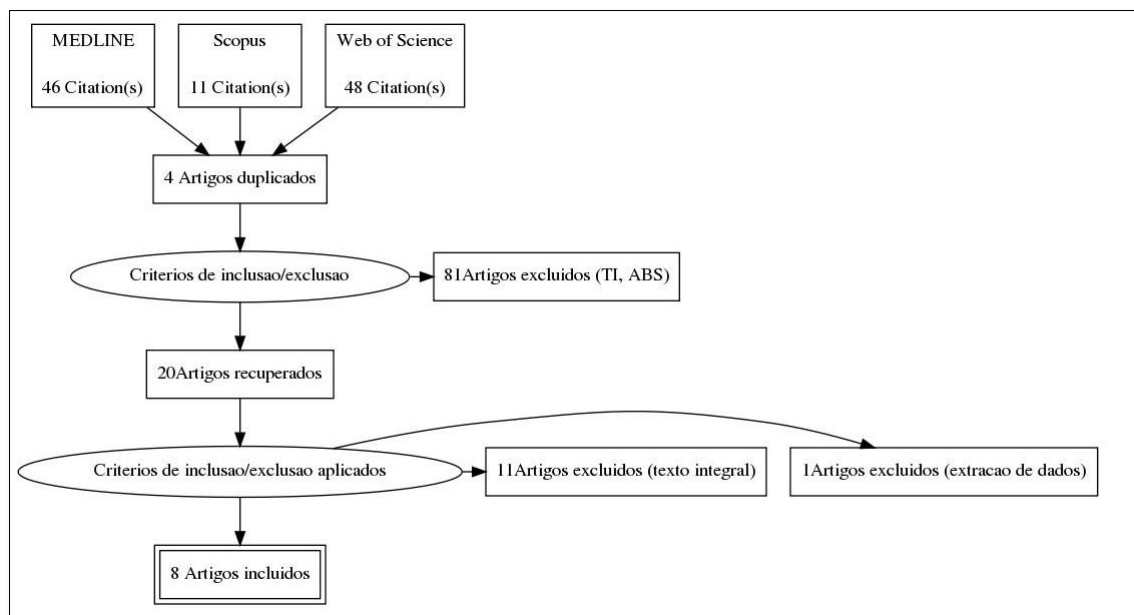 MEDLINE
46 Citation(s)
Scopus
11 Citation(s)
Web of Science
48 Citation(s)
4 Artigos duplicados
Criterios de inclusao/exclusao
81Artigos excluidos (TI, ABS)
20Artigos recuperados
Criterios de inclusao/exclusao aplicados
11Artigos excluidos (texto integral)
1Artigos excluidos (extracao de dados)
8 Artigos incluidos